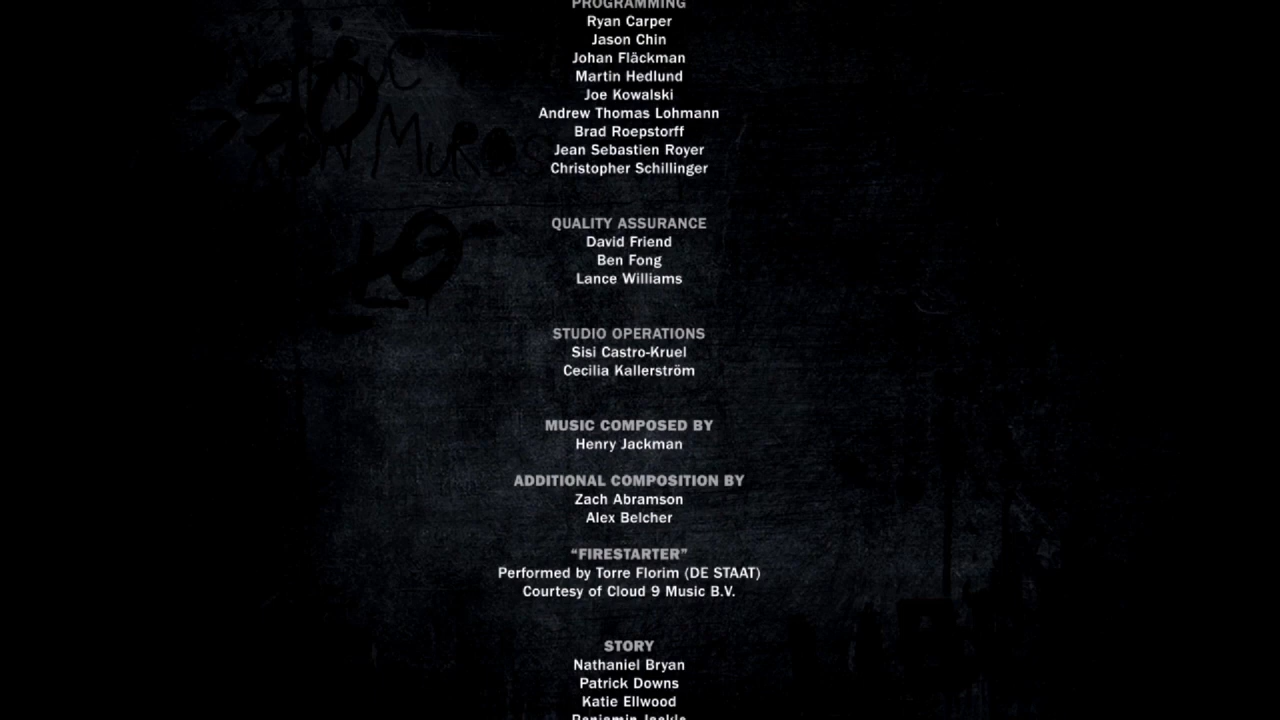 PROGRAMMING
Ryan Carper
Jason Chin
Johan Fläckman
Martin Hedlund
Joe Kowalski
Andrew Thomas Lohmann
Brad Roepstorff
Jean Sebastien Royer
Christopher Schillinger
QUALITY ASSURANCE
David Friend
Ben Fong
Lance Williams
STUDIO OPERATIONS
Sisi Castro-Kruel
Cecilia Kallerström
MUSIC COMPOSED BY
Henry Jackman
ADDITIONAL COMPOSITION BY
Zach Abramson
Alex Belcher
“FIRESTARTER”
Performed by Torre Florim (DE STAAT)
Courtesy of Cloud 9 Music B.V.
STORY
Nathaniel Bryan
Patrick Downs
Katie Ellwood